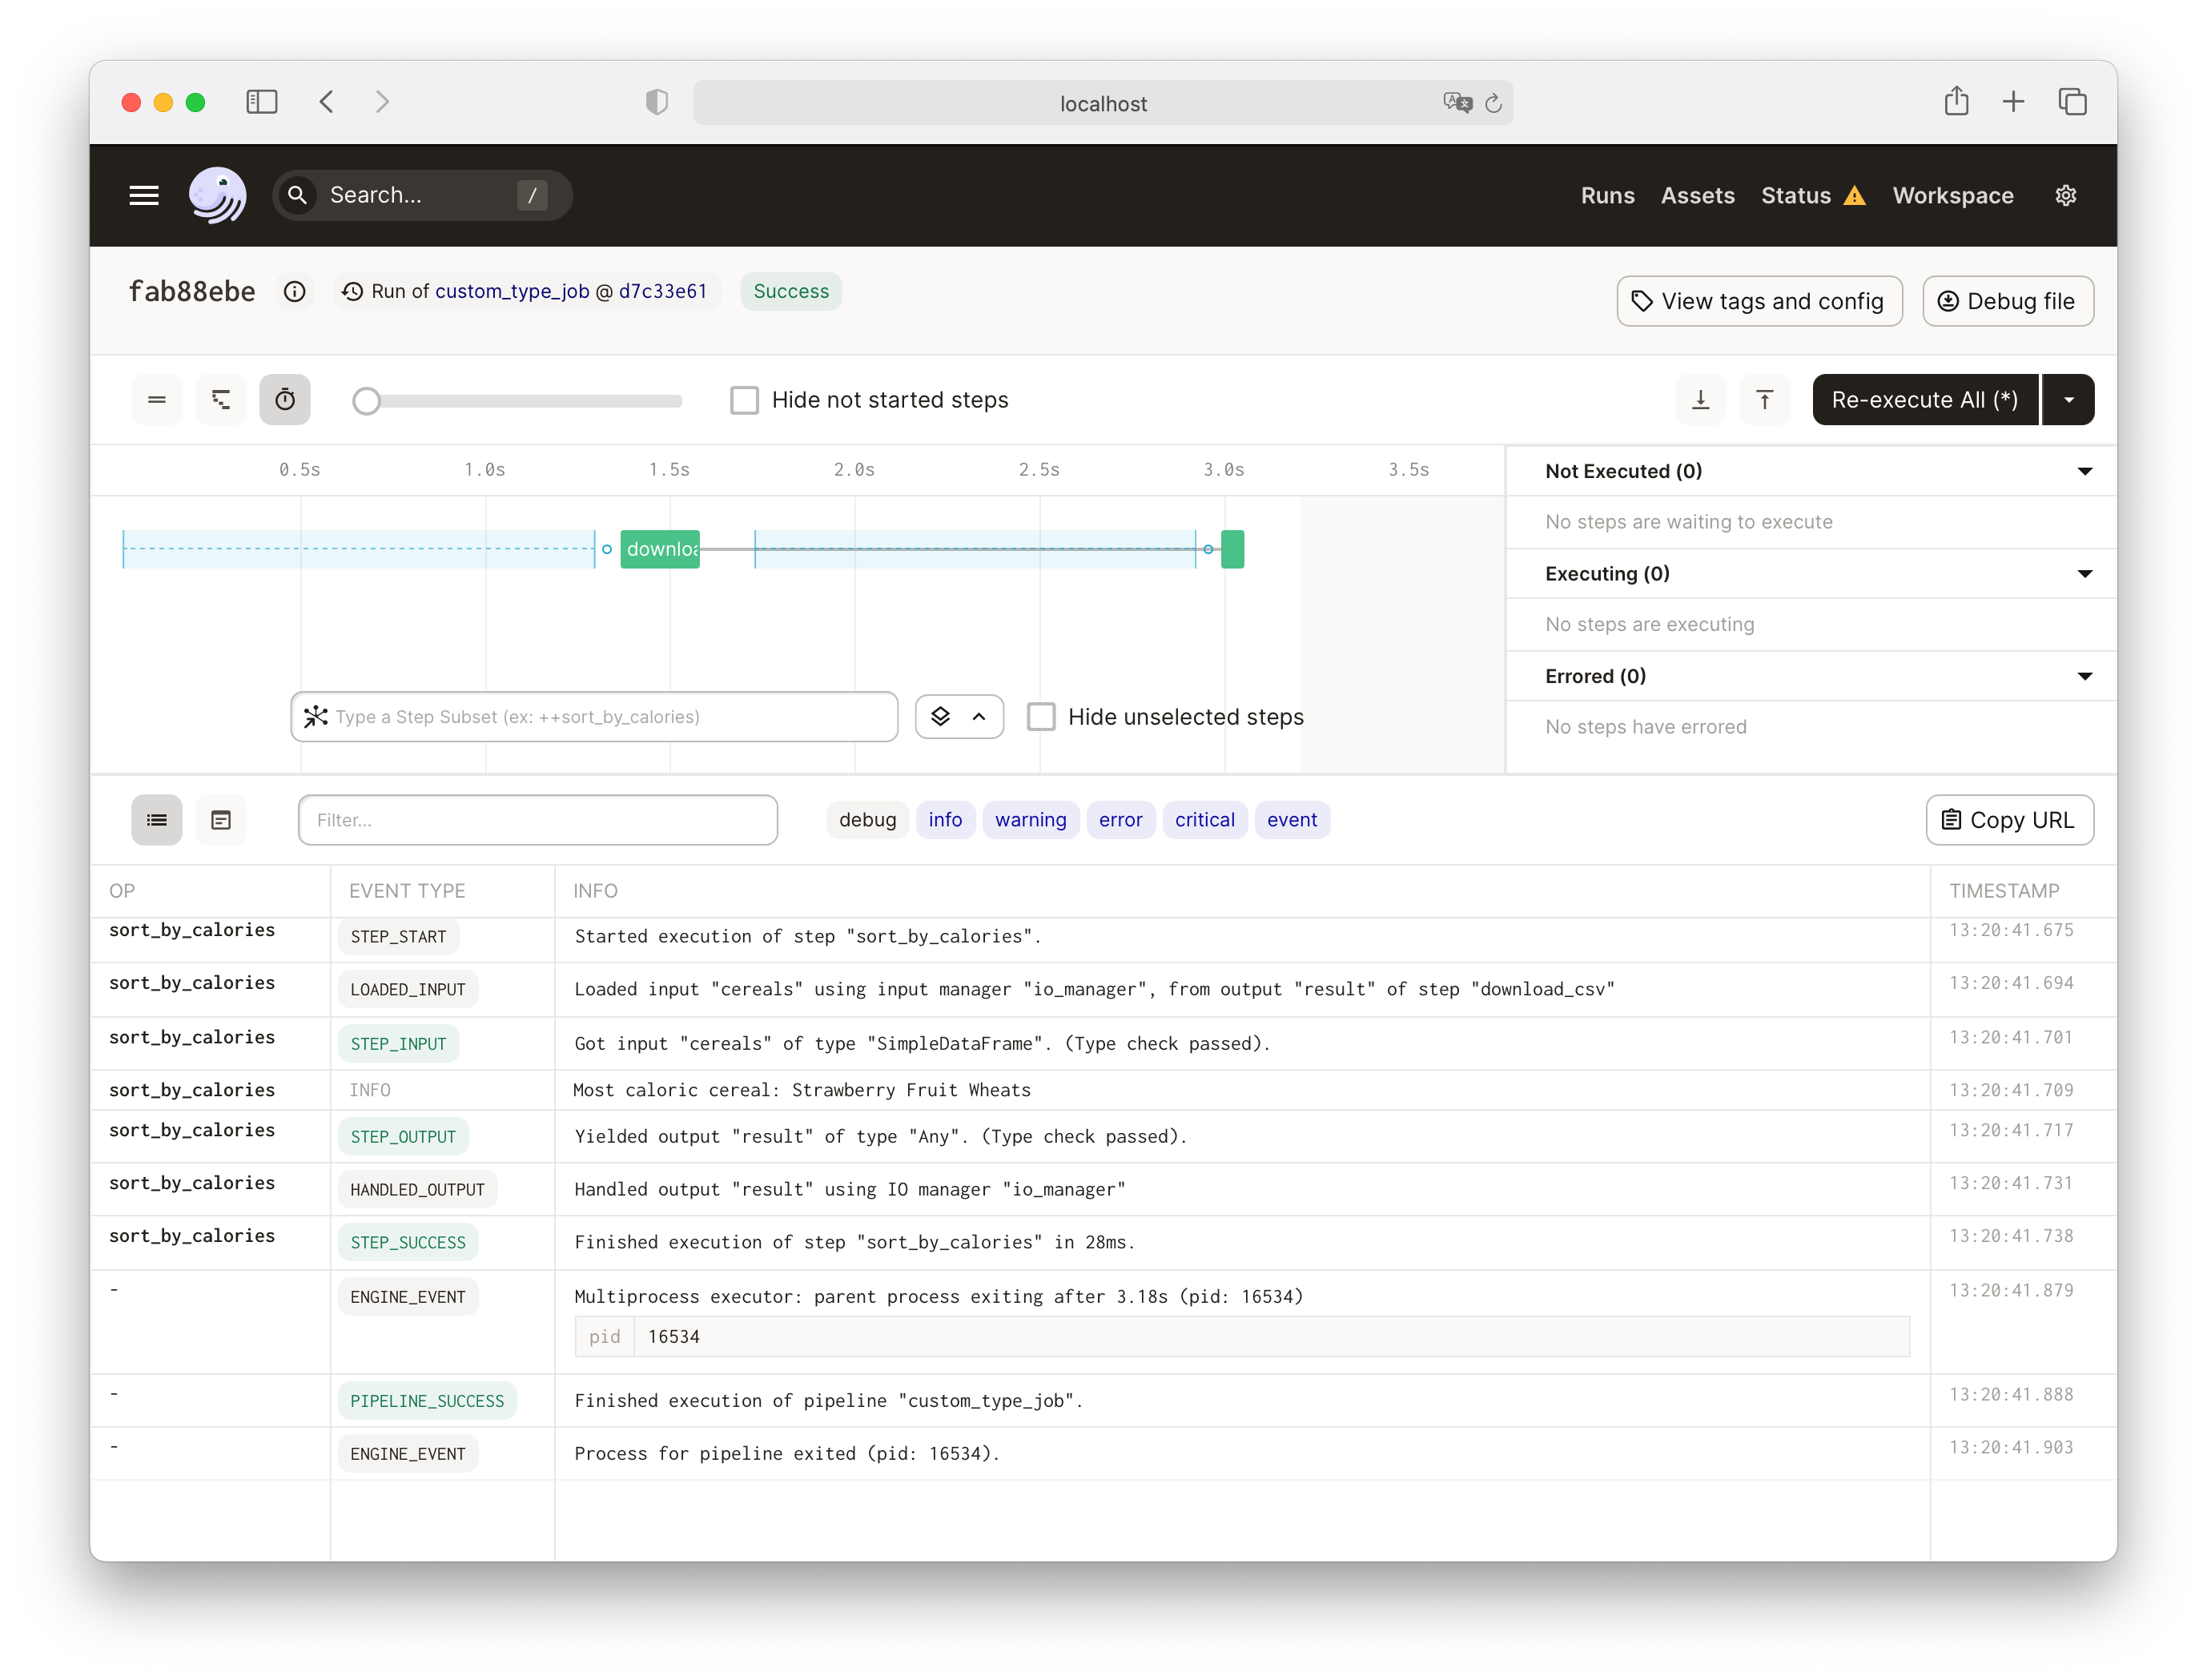 localhost
Search... /
Runs Assets Status Workspace
fab88ebe Run of custom_type_job @ d7c33e61 Success View tags and config Debug file
Hide not started steps Re-execute All (*)
0.5s 1.0s 1.5s 2.0s 2.5s 3.0s 3.5s
Not Executed (0)
No steps are waiting to execute
Executing (0)
No steps are executing
Errored (0)
No steps have errored
downloa
Type a Step Subset (ex: ++sort_by_calories) Hide unselected steps
Filter... debug info warning error critical event Copy URL
OP EVENT TYPE INFO TIMESTAMP
sort_by_calories STEP_START Started execution of step "sort_by_calories". 13:20:41.675
sort_by_calories LOADED_INPUT Loaded input "cereals" using input manager "io_manager", from output "result" of step "download_csv" 13:20:41.694
sort_by_calories STEP_INPUT Got input "cereals" of type "SimpleDataFrame". (Type check passed). 13:20:41.701
sort_by_calories INFO Most caloric cereal: Strawberry Fruit Wheats 13:20:41.709
sort_by_calories STEP_OUTPUT Yielded output "result" of type "Any". (Type check passed). 13:20:41.717
sort_by_calories HANDLED_OUTPUT Handled output "result" using IO manager "io_manager" 13:20:41.731
sort_by_calories STEP_SUCCESS Finished execution of step "sort_by_calories" in 28ms. 13:20:41.738
- ENGINE_EVENT Multiprocess executor: parent process exiting after 3.18s (pid: 16534) 13:20:41.879
pid 16534
- PIPELINE_SUCCESS Finished execution of pipeline "custom_type_job". 13:20:41.888
- ENGINE_EVENT Process for pipeline exited (pid: 16534). 13:20:41.903